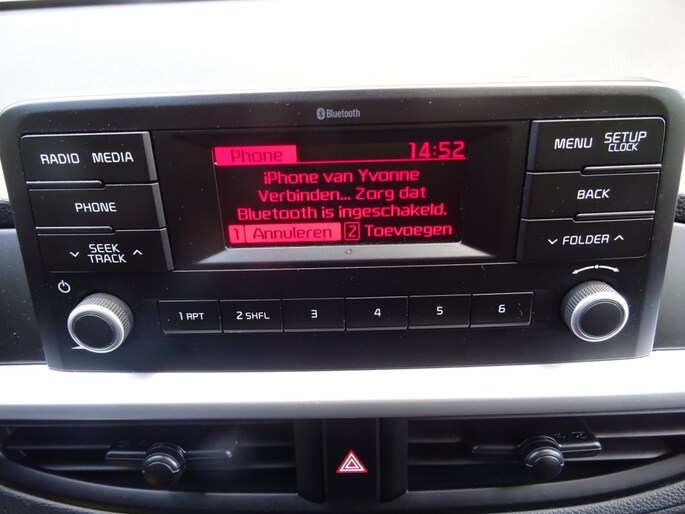 Bluetooth
RADIO MEDIA
PHONE
SEEK
TRACK
Phone 14:52
iPhone van Yvonne
Verbinden... Zorg dat
Bluetooth is ingeschakeld.
1 Annuleren 2 Toevoegen
MENU SETUP
CLOCK
BACK
FOLDER
1 RPT 2 SHFL 3 4 5 6